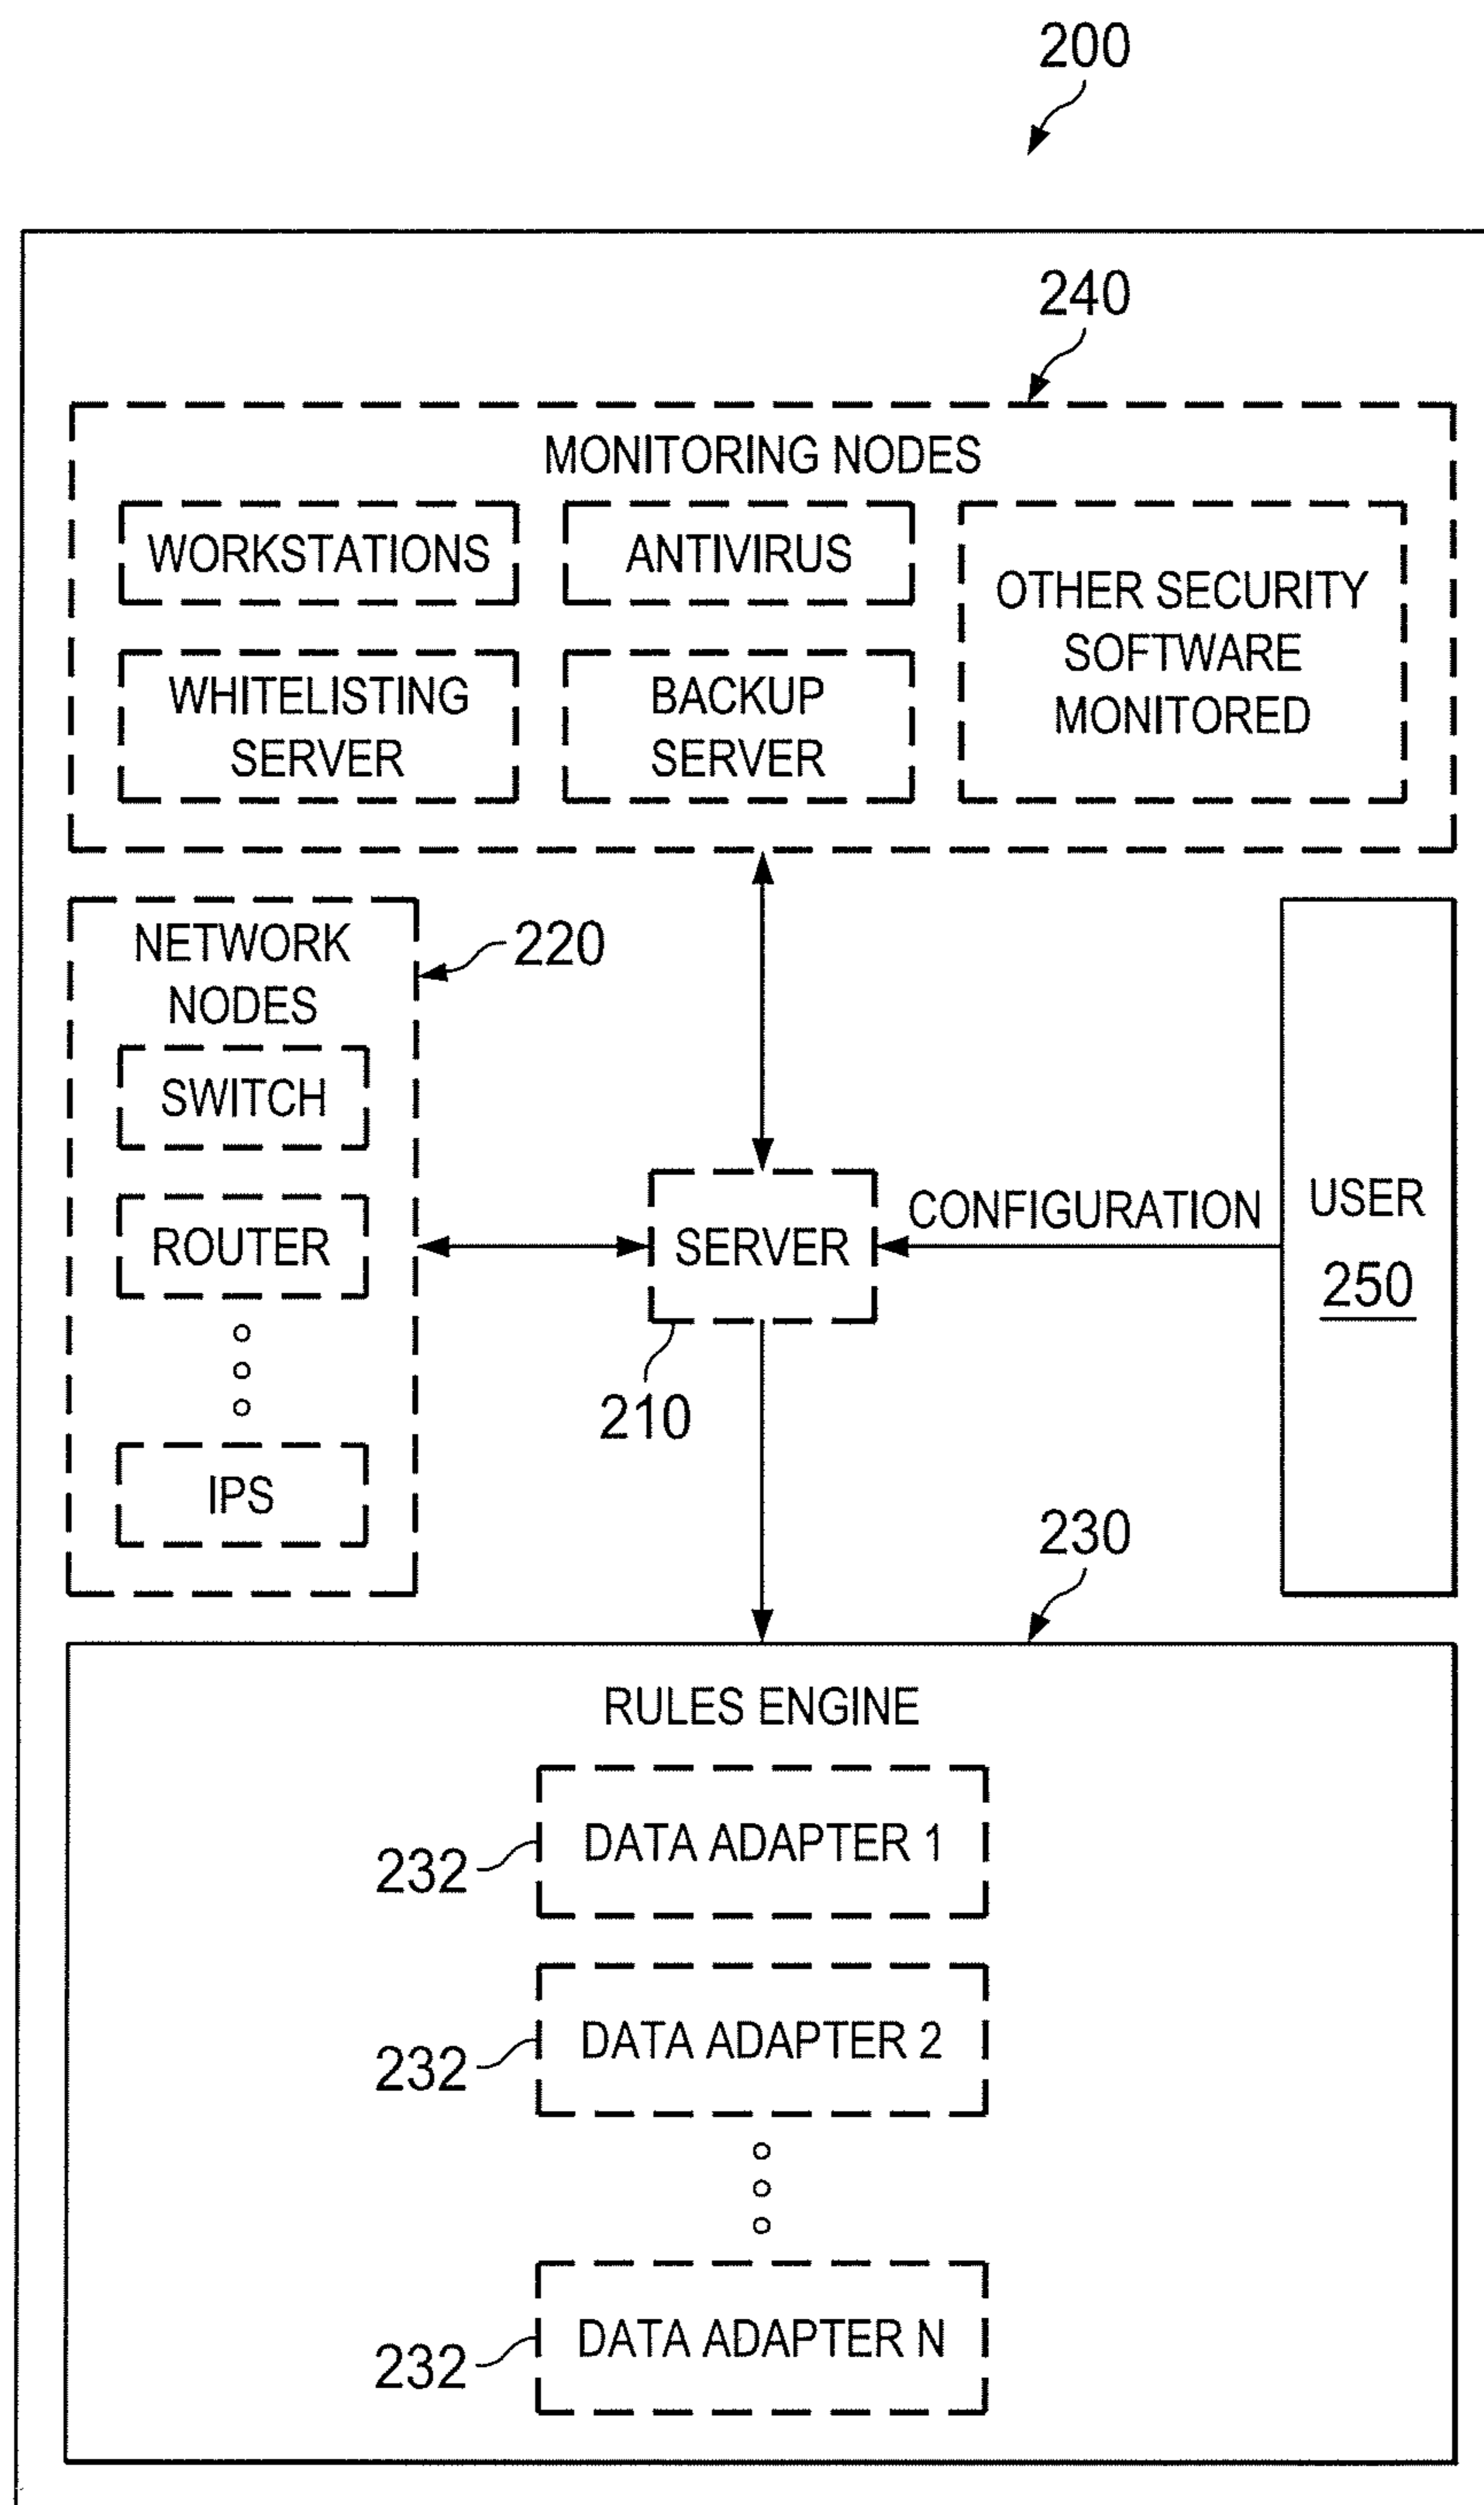 200
240
MONITORING NODES
WORKSTATIONS
ANTIVIRUS
OTHER SECURITY
SOFTWARE
MONITORED
WHITELISTING
SERVER
BACKUP
SERVER
NETWORK
NODES
220
SWITCH
ROUTER
IPS
SERVER
210
CONFIGURATION
USER
250
230
RULES ENGINE
DATA ADAPTER 1
232
DATA ADAPTER 2
232
DATA ADAPTER N
232